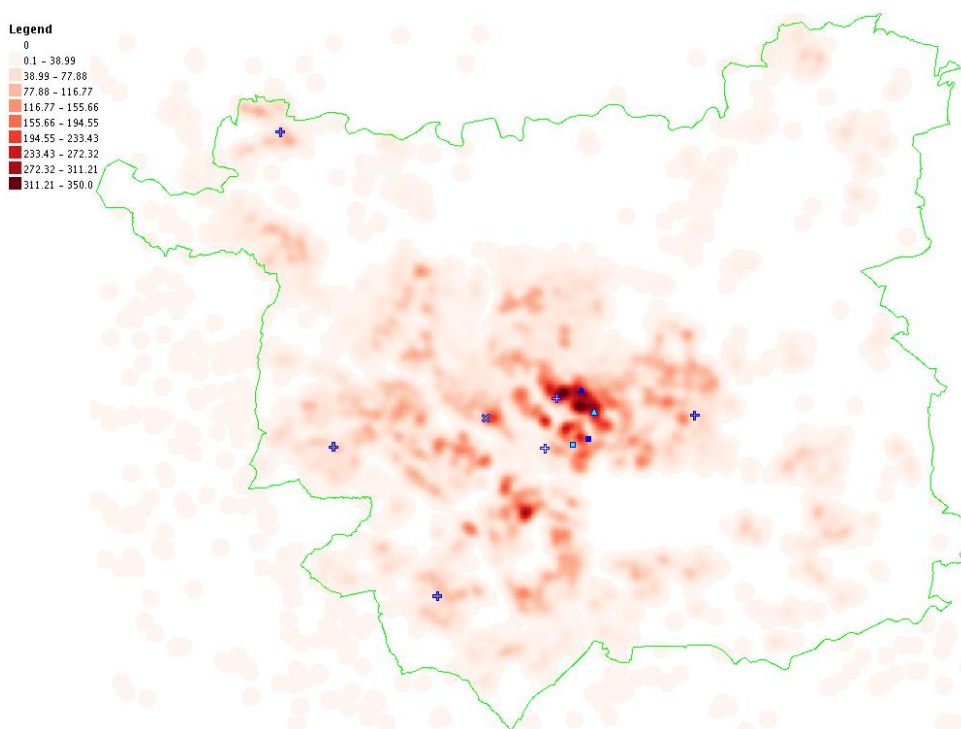 Legend
0
0.1 - 38.99
38.99 - 77.88
77.88 - 116.77
116.77 - 155.66
155.66 - 194.55
194.55 - 233.43
233.43 - 272.32
272.32 - 311.21
311.21 - 350.0